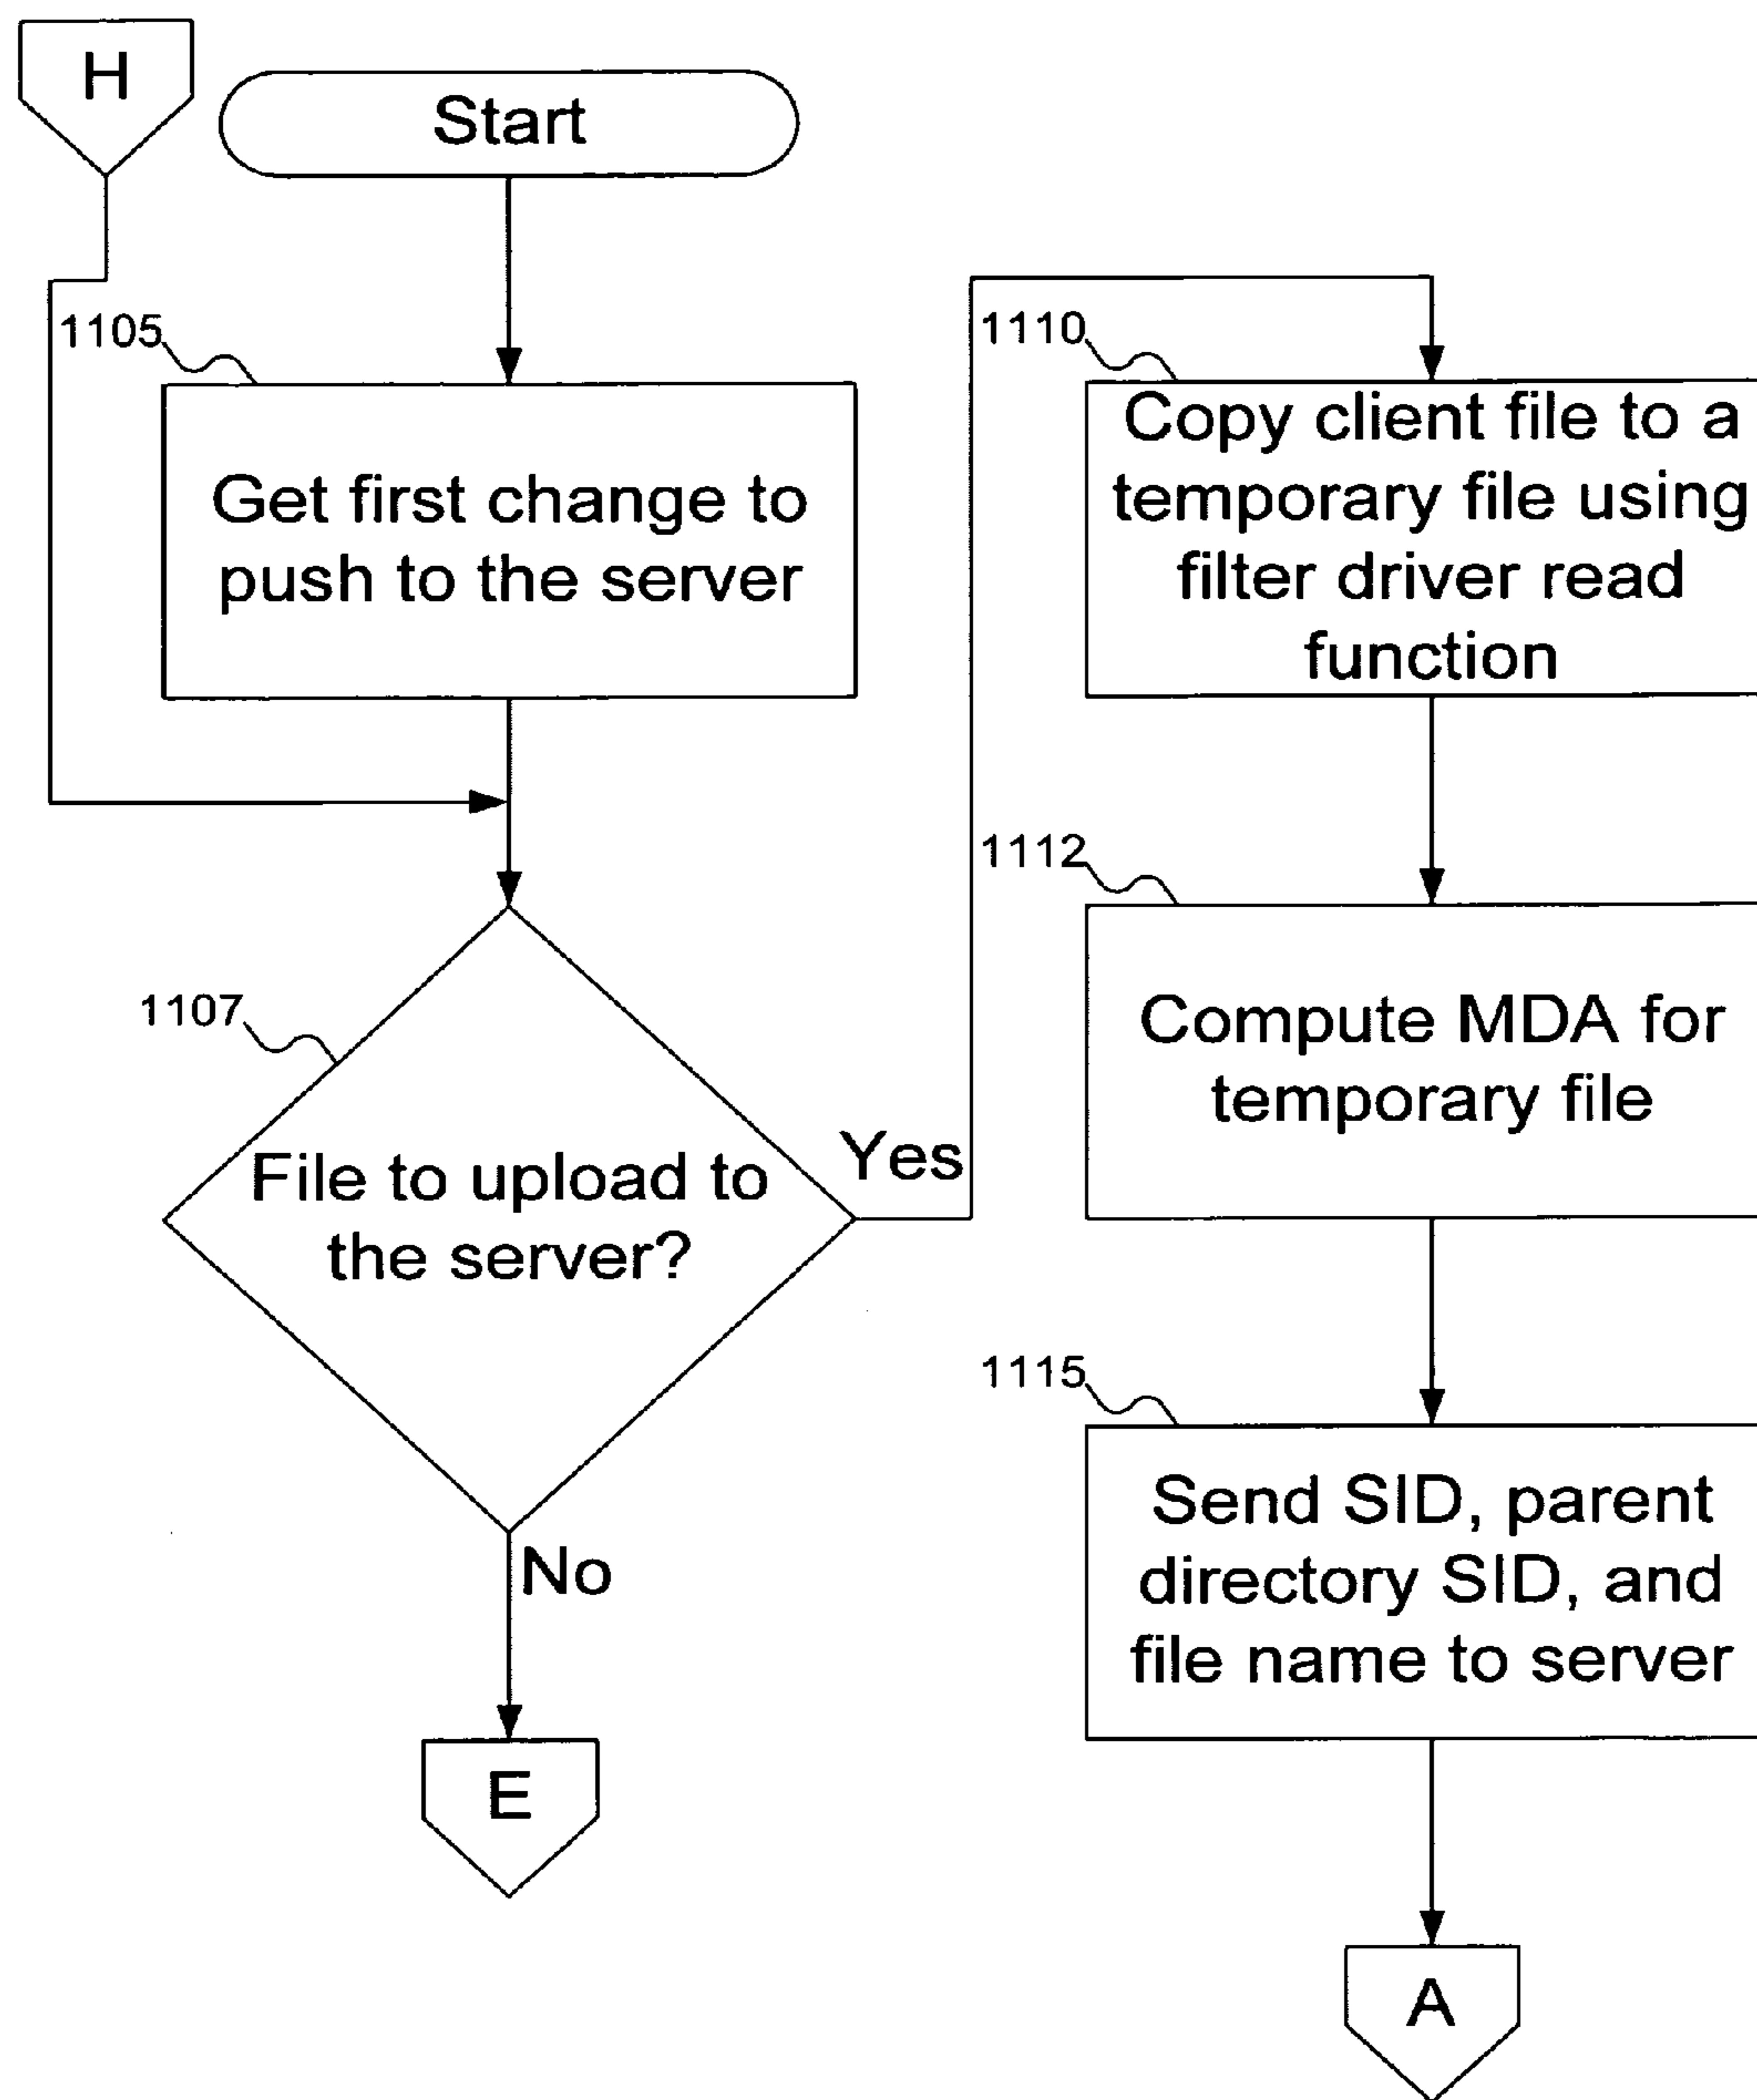 H
Start
1105
Get first change to
push to the server
1107
File to upload to
the server?
Yes
No
E
1110
Copy client file to a
temporary file using
filter driver read
function
1112
Compute MDA for
temporary file
1115
Send SID, parent
directory SID, and
file name to server
A